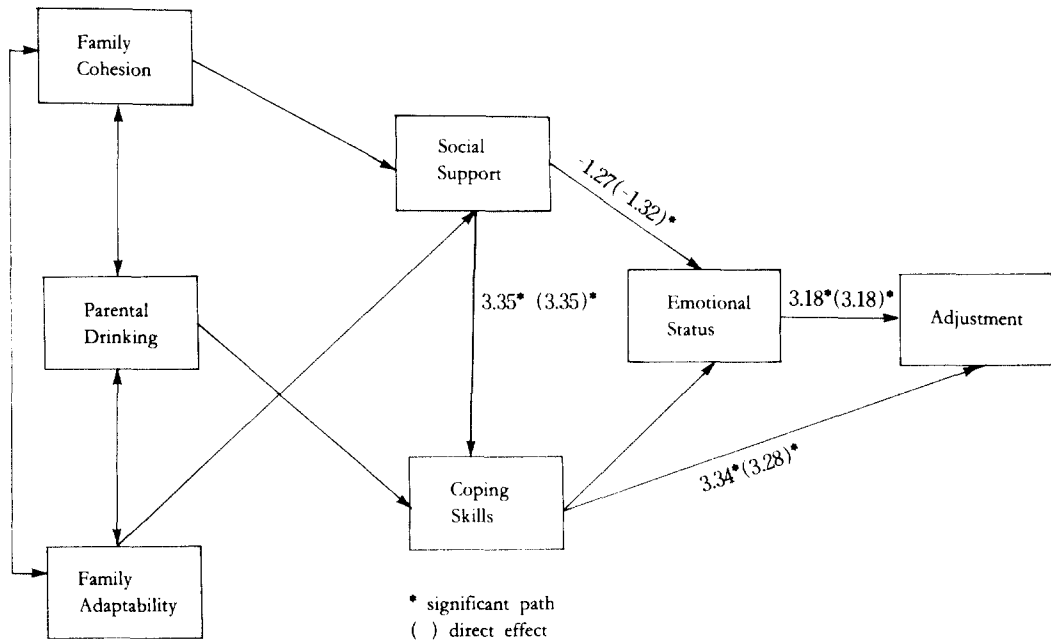 Family
Cohesion
Social
Support
-1.27(-1.32)*
Parental
Drinking
3.35* (3.35)*
Emotional
Status
3.18*(3.18)*
Adjustment
Coping
Skills
3.34*(3.28)*
Family
Adaptability
* significant path
( ) direct effect